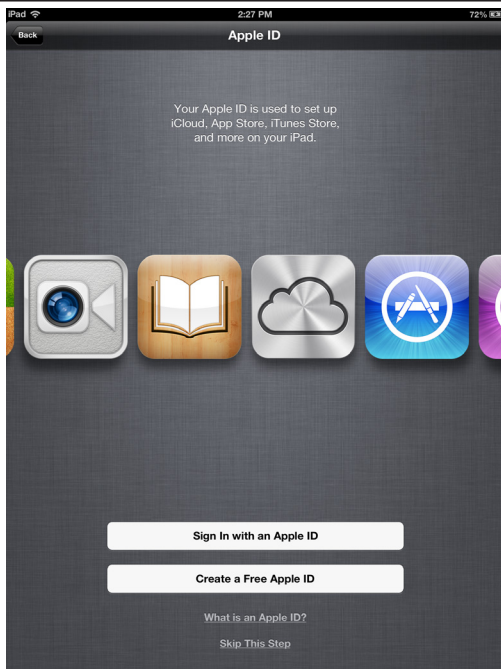 iPad 2:27 PM 72%
Back Apple ID
Your Apple ID is used to set up
iCloud, App Store, iTunes Store,
and more on your iPad.
Sign In with an Apple ID
Create a Free Apple ID
What is an Apple ID?
Skip This Step